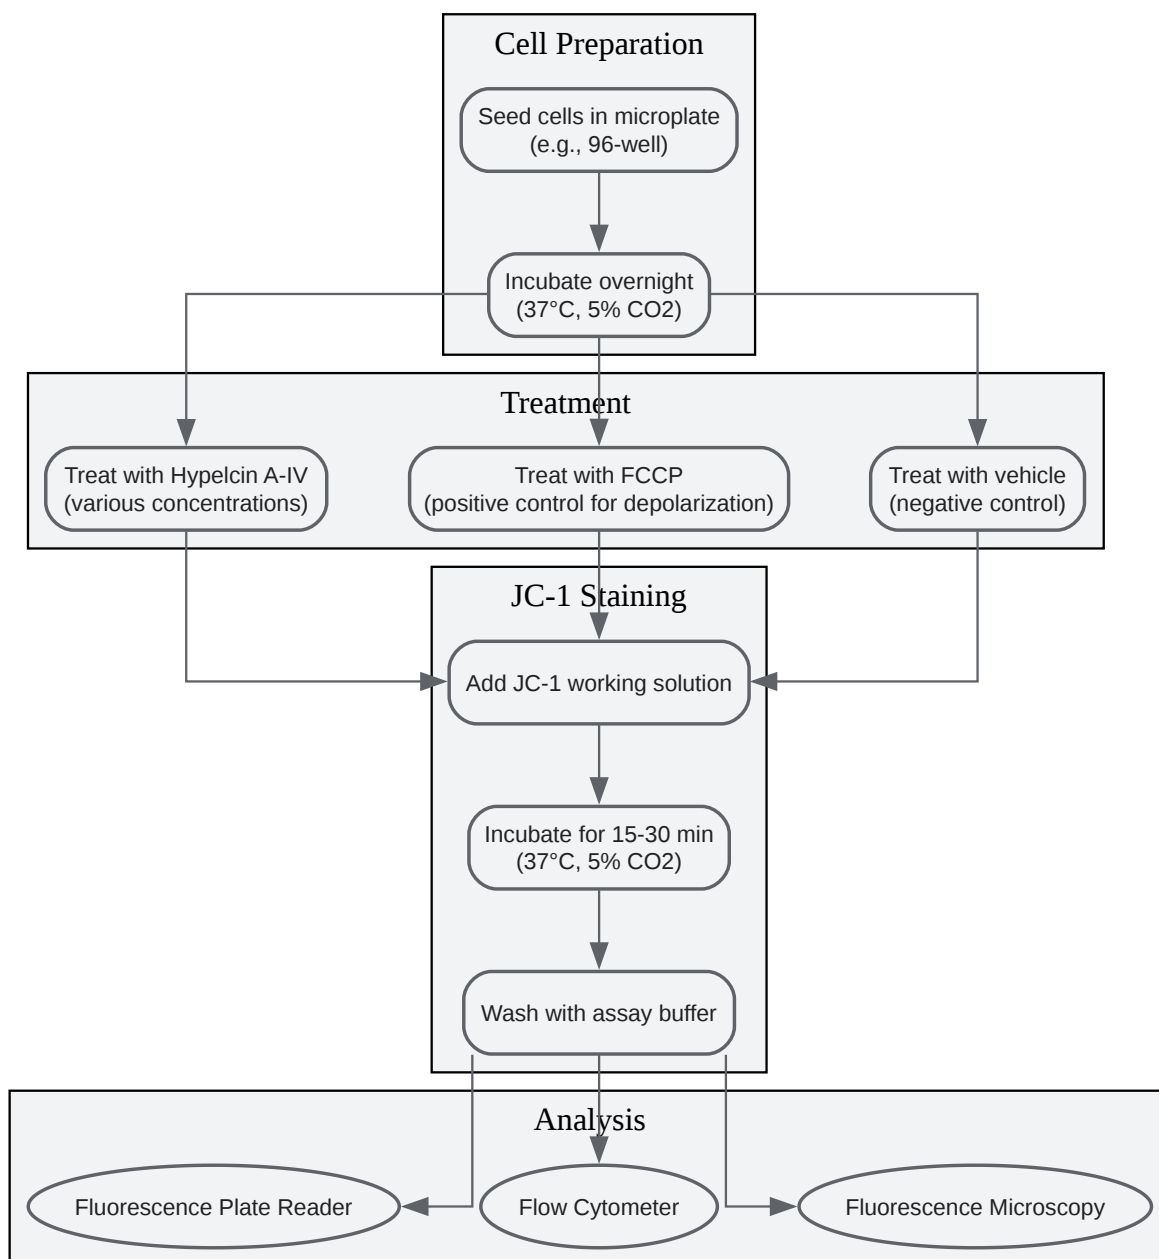 Cell Preparation
Seed cells in microplate
(e.g., 96-well)
Incubate overnight
(37°C, 5% CO2)
Treatment
Treat with Hypelcin A-IV
(various concentrations)
Treat with FCCP
(positive control for depolarization)
Treat with vehicle
(negative control)
JC-1 Staining
Add JC-1 working solution
Incubate for 15-30 min
(37°C, 5% CO2)
Wash with assay buffer
Analysis
Fluorescence Plate Reader
Flow Cytometer
Fluorescence Microscopy